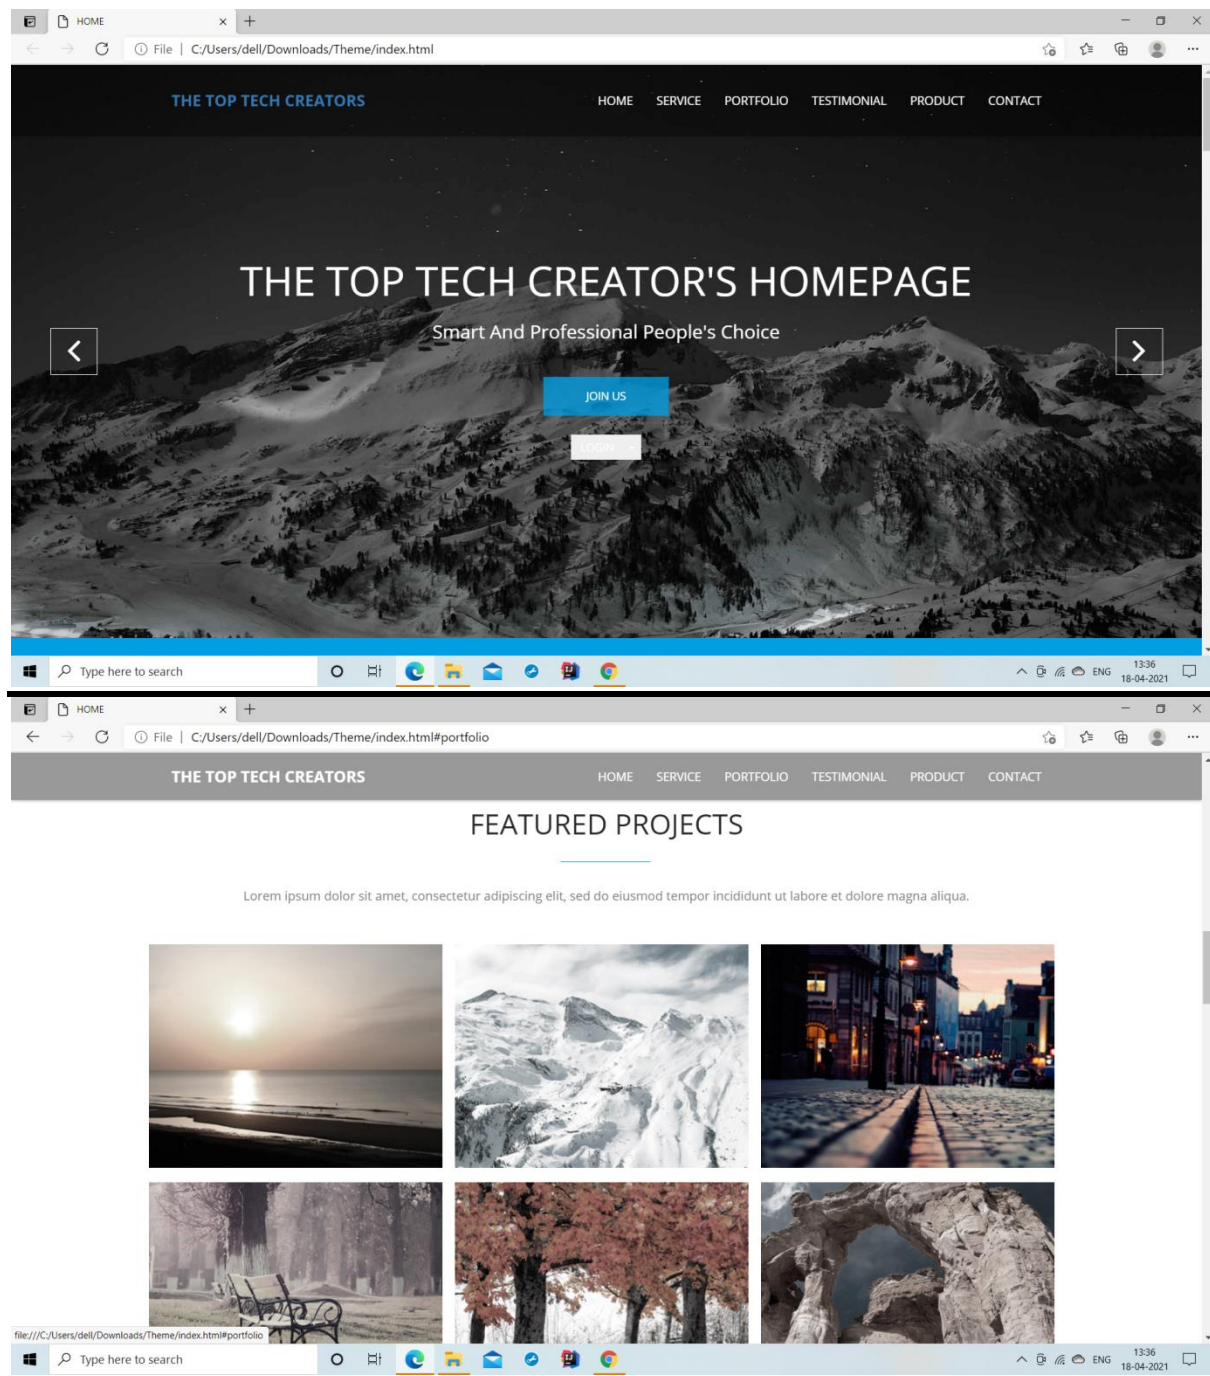 HOME
File | C:/Users/dell/Downloads/Theme/index.html
THE TOP TECH CREATORS HOME SERVICE PORTFOLIO TESTIMONIAL PRODUCT CONTACT
THE TOP TECH CREATOR'S HOMEPAGE
Smart And Professional People's Choice
JOIN US
LOGIN
Type here to search
ENG
13:36
18-04-2021
HOME
File | C:/Users/dell/Downloads/Theme/index.html#portfolio
THE TOP TECH CREATORS HOME SERVICE PORTFOLIO TESTIMONIAL PRODUCT CONTACT
FEATURED PROJECTS
Lorem ipsum dolor sit amet, consectetur adipiscing elit, sed do eiusmod tempor incididunt ut labore et dolore magna aliqua.
file:///C:/Users/dell/Downloads/Theme/index.html#portfolio
Type here to search
ENG
13:36
18-04-2021